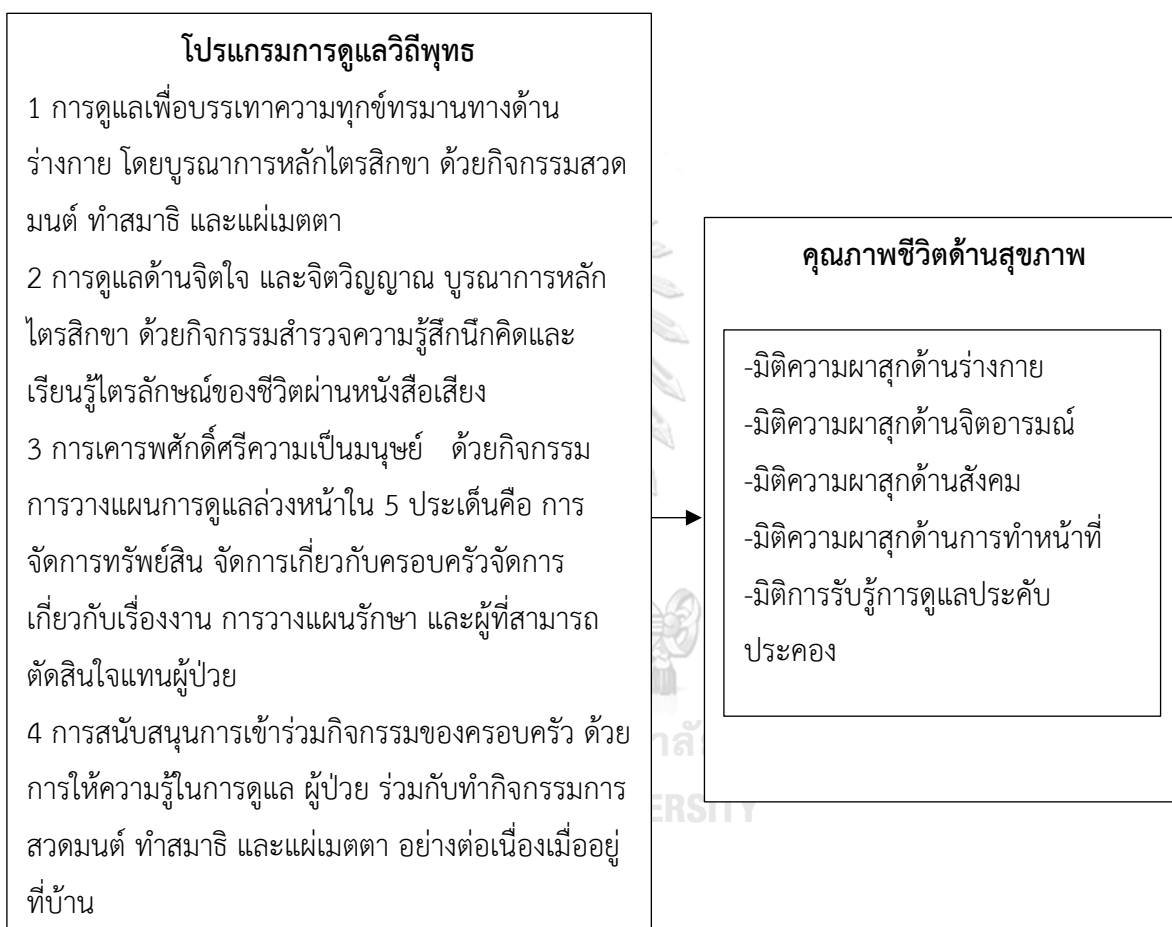 โปรแกรมการดูแลวิถีพุทธ
1 การดูแลเพื่อบรรเทาความทุกข์ทรมานทางด้าน
ร่างกาย โดยบูรณาการหลักไตรสิกขา ด้วยกิจกรรมสวด
มนต์ ทำสมาธิ และแผ่เมตตา
2 การดูแลด้านจิตใจ และจิตวิญญาณ บูรณาการหลัก
ไตรสิกขา ด้วยกิจกรรมสำรวจความรู้สึกนึกคิดและ
เรียนรู้ไตรลักษณ์ของชีวิตผ่านหนังสือเสียง
3 การเคารพศักดิ์ศรีความเป็นมนุษย์ ด้วยกิจกรรม
การวางแผนการดูแลล่วงหน้าใน 5 ประเด็นคือ การ
จัดการทรัพย์สิน จัดการเกี่ยวกับครอบครัวจัดการ
เกี่ยวกับเรื่องงาน การวางแผนรักษา และผู้ที่สามารถ
ตัดสินใจแทนผู้ป่วย
4 การสนับสนุนการเข้าร่วมกิจกรรมของครอบครัว ด้วย
การให้ความรู้ในการดูแล ผู้ป่วย ร่วมกับทำกิจกรรมการ
สวดมนต์ ทำสมาธิ และแผ่เมตตา อย่างต่อเนื่องเมื่ออยู่
ที่บ้าน
คุณภาพชีวิตด้านสุขภาพ
-มิติความผาสุกด้านร่างกาย
-มิติความผาสุกด้านจิตอารมณ์
-มิติความผาสุกด้านสังคม
-มิติความผาสุกด้านการทำหน้าที่
-มิติการรับรู้การดูแลประคับ
ประคอง